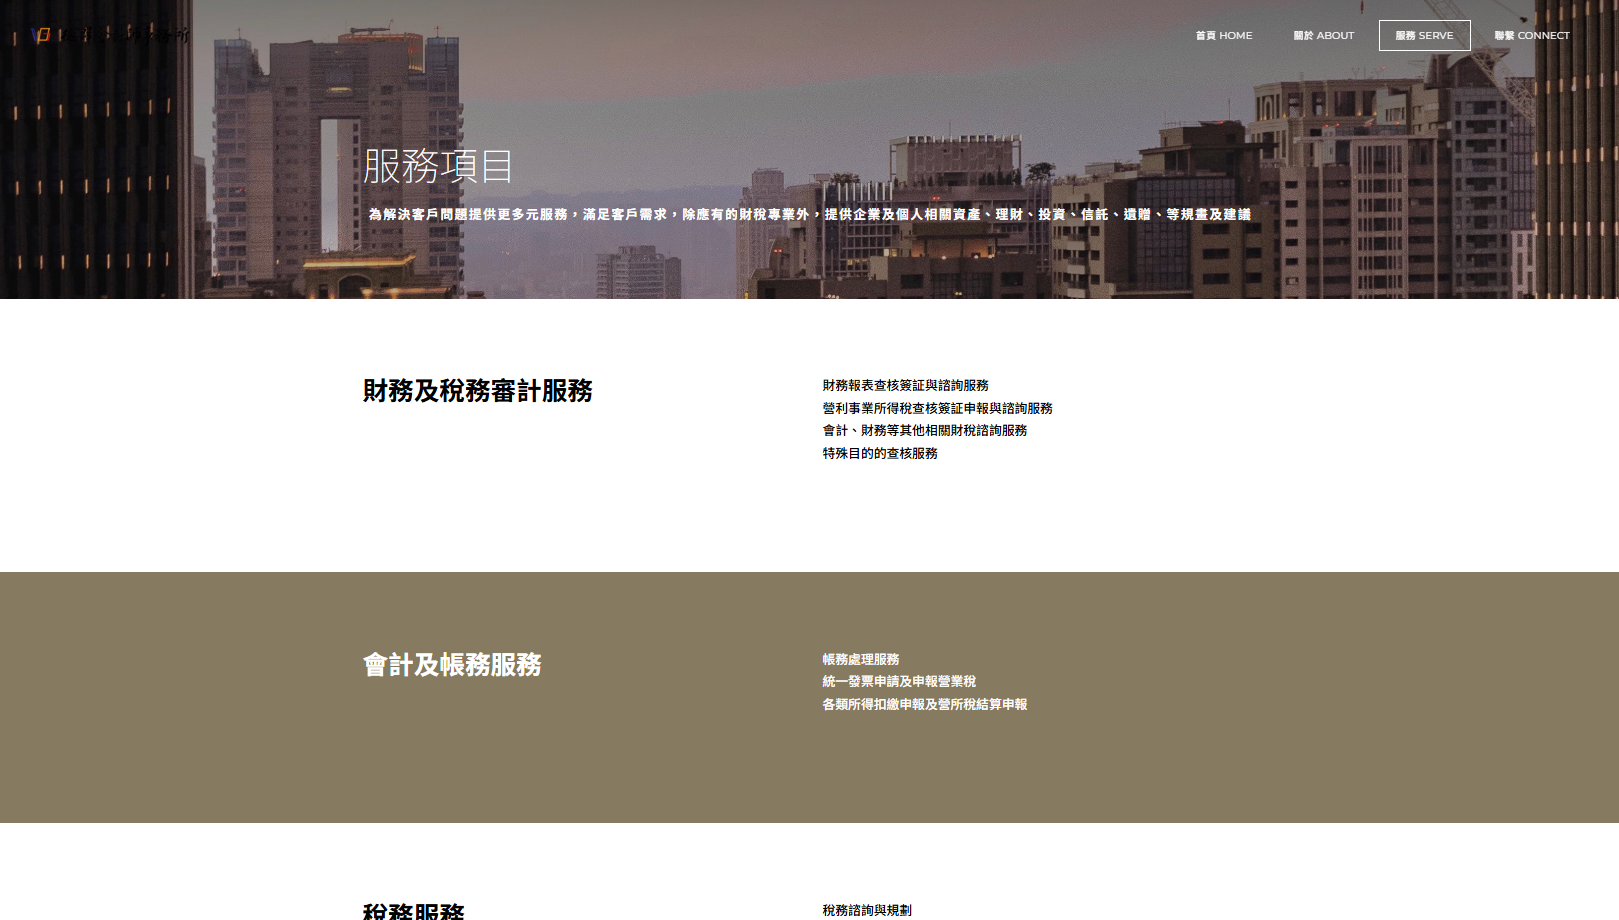 首頁 HOME
關於 ABOUT
服務 SERVE
聯繫 CONNECT
服務項目
為解決客戶問題提供更多元服務，滿足客戶需求，除應有的財稅專業外，提供企業及個人相關資產、理財、投資、信託、遺贈、等規畫及建議
財務及稅務審計服務
財務報表查核簽証與諮詢服務
營利事業所得稅查核簽証申報與諮詢服務
會計、財務等其他相關財稅諮詢服務
特殊目的的查核服務
會計及帳務服務
帳務處理服務
統一發票申請及申報營業稅
各類所得扣繳申報及營所稅結算申報
稅務服務
稅務諮詢與規劃